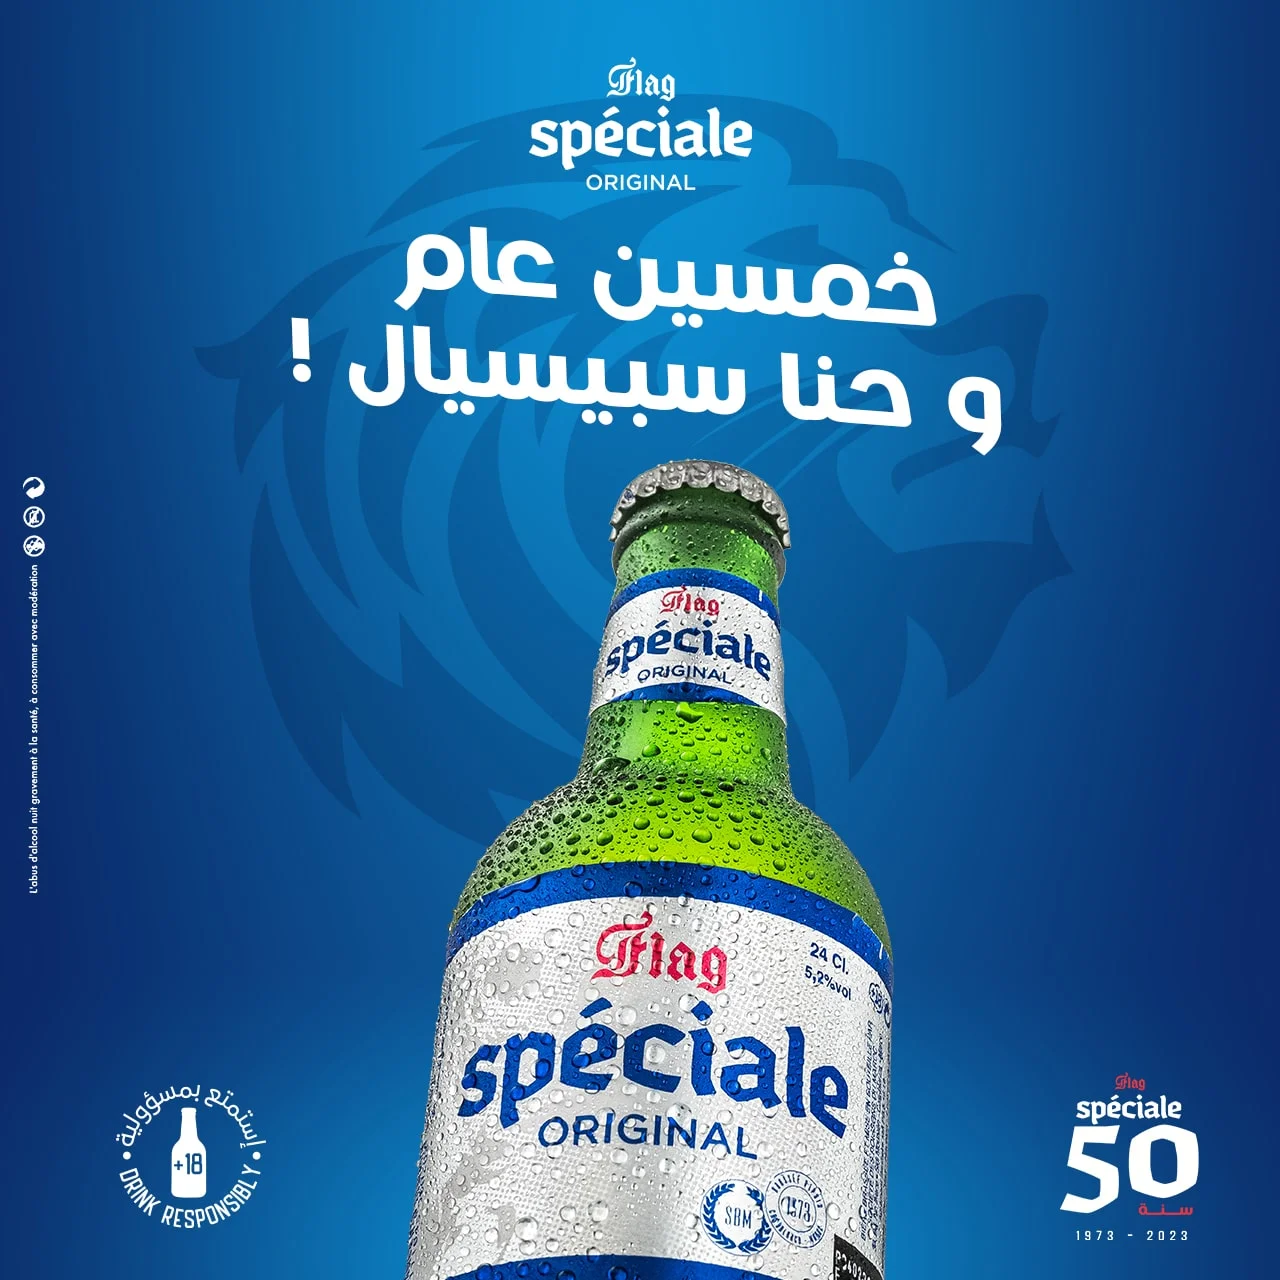 Flag
spéciale
ORIGINAL
خمسين عام
و حنا سبيسيال !
L'abus d'alcool nuit gravement à la santé, à consommer avec modération
Flag
spéciale
ORIGINAL
Flag
spéciale
ORIGINAL
24 Cl.
5,2%vol
+18
SBM
1973
إستمتع بمسؤولية
+18
DRINK RESPONSIBLY
Flag
spéciale
50
سنة
1973 - 2023